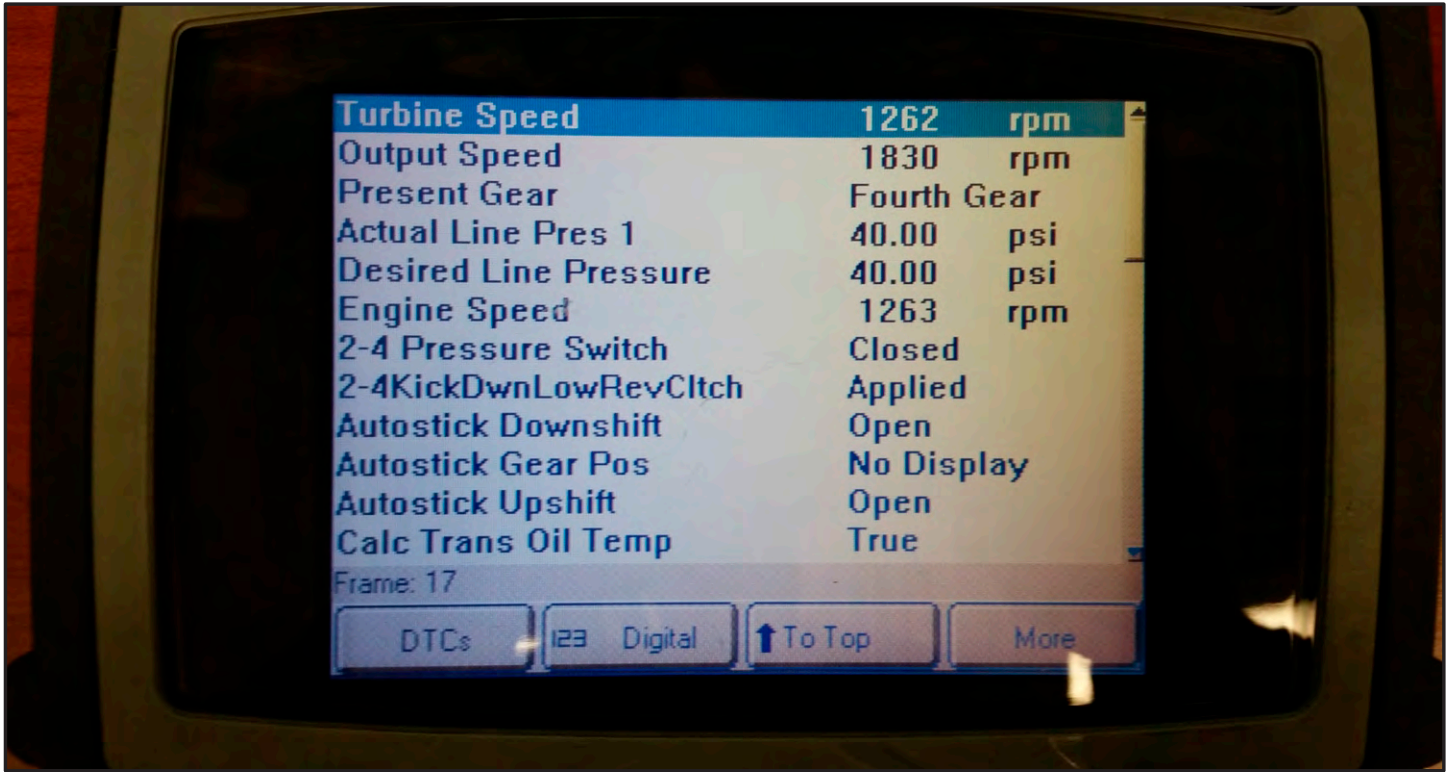 Turbine Speed 1262 rpm
Output Speed 1830 rpm
Present Gear Fourth Gear
Actual Line Pres 1 40.00 psi
Desired Line Pressure 40.00 psi
Engine Speed 1263 rpm
2-4 Pressure Switch Closed
2-4KickDwnLowRevCltch Applied
Autostick Downshift Open
Autostick Gear Pos No Display
Autostick Upshift Open
Calc Trans Oil Temp True
Frame: 17
DTCs 123 Digital To Top More